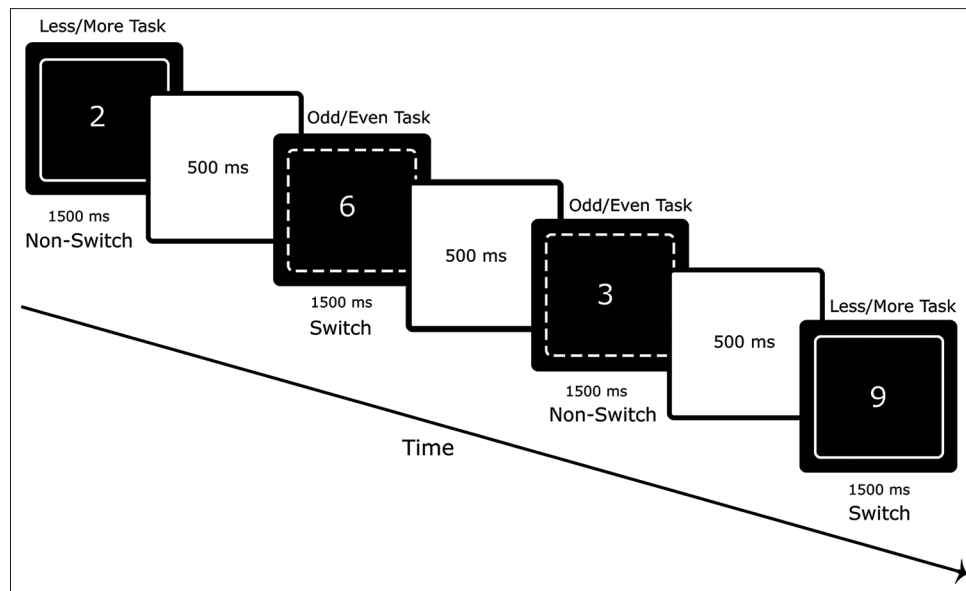 Less/More Task
2
1500 ms
Non-Switch
500 ms
Odd/Even Task
6
1500 ms
Switch
500 ms
Odd/Even Task
3
1500 ms
Non-Switch
500 ms
Less/More Task
9
1500 ms
Switch
Time